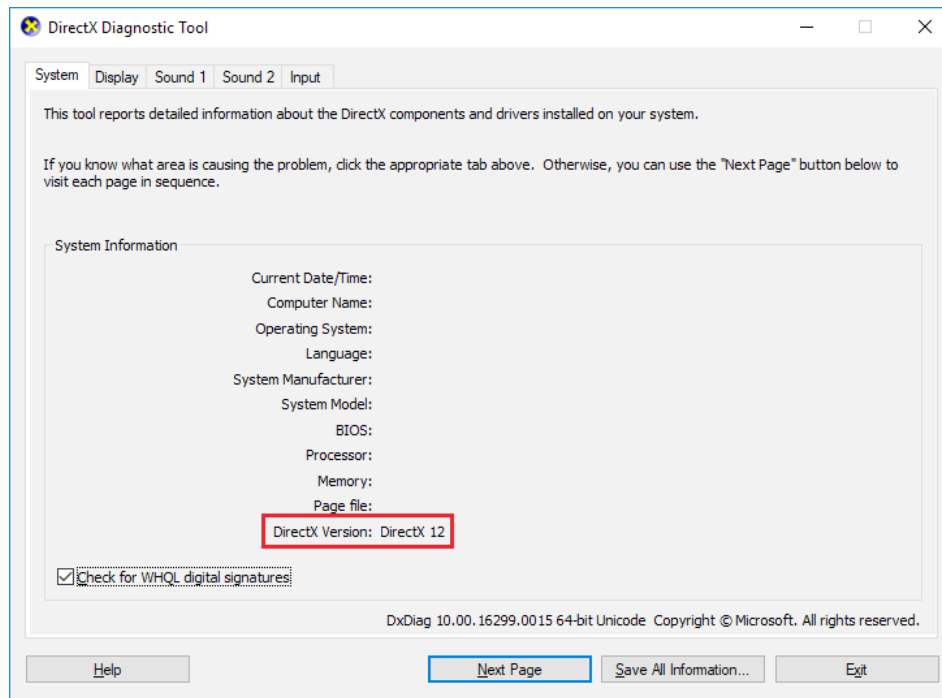 DirectX Diagnostic Tool
System Display Sound 1 Sound 2 Input
This tool reports detailed information about the DirectX components and drivers installed on your system.
If you know what area is causing the problem, click the appropriate tab above.  Otherwise, you can use the "Next Page" button below to
visit each page in sequence.
System Information
Current Date/Time:
Computer Name:
Operating System:
Language:
System Manufacturer:
System Model:
BIOS:
Processor:
Memory:
Page file:
DirectX Version: DirectX 12
Check for WHQL digital signatures
DxDiag 10.00.16299.0015 64-bit Unicode  Copyright © Microsoft. All rights reserved.
Help Next Page Save All Information... Exit